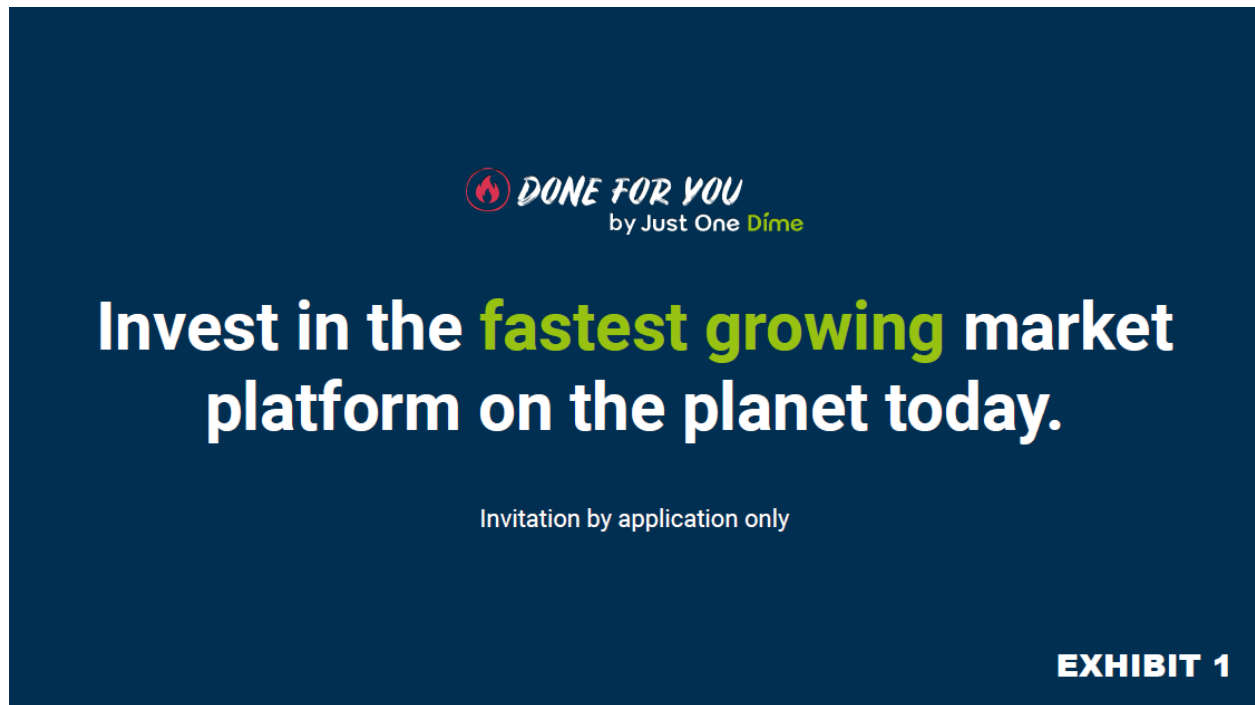 DONE FOR YOU
by Just One Díme
Invest in the fastest growing market
platform on the planet today.
Invitation by application only
EXHIBIT 1